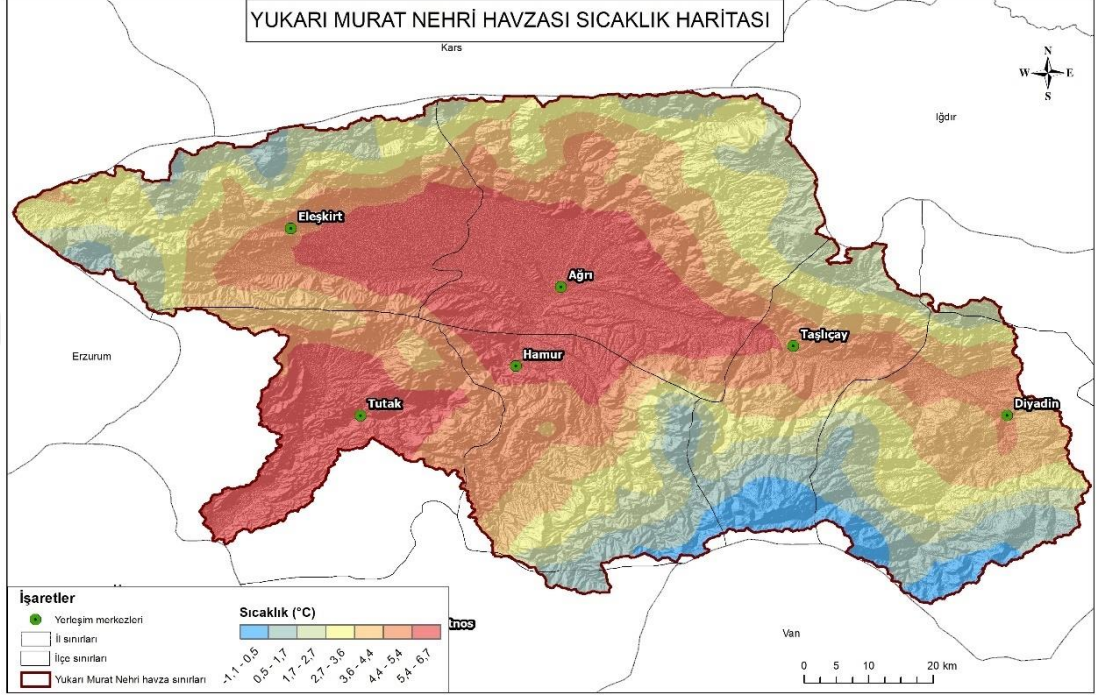 YUKARI MURAT NEHRİ HAVZASI SICAKLIK HARİTASI
Kars
N
W E
S
Iğdır
Eleşkirt
Ağrı
Taşlıçay
Erzurum
Hamur
Tutak
Diyadin
İşaretler
Yerleşim merkezleri
İl sınırları
İlçe sınırları
Yukarı Murat Nehri havza sınırları
Sıcaklık (°C)
-1,1 - 0,5
0,5 - 1,7
1,7 - 2,7
2,7 - 3,6
3,6 - 4,4
4,4 - 5,4
5,4 - 6,7
tnos
Van
0 5 10 20 km